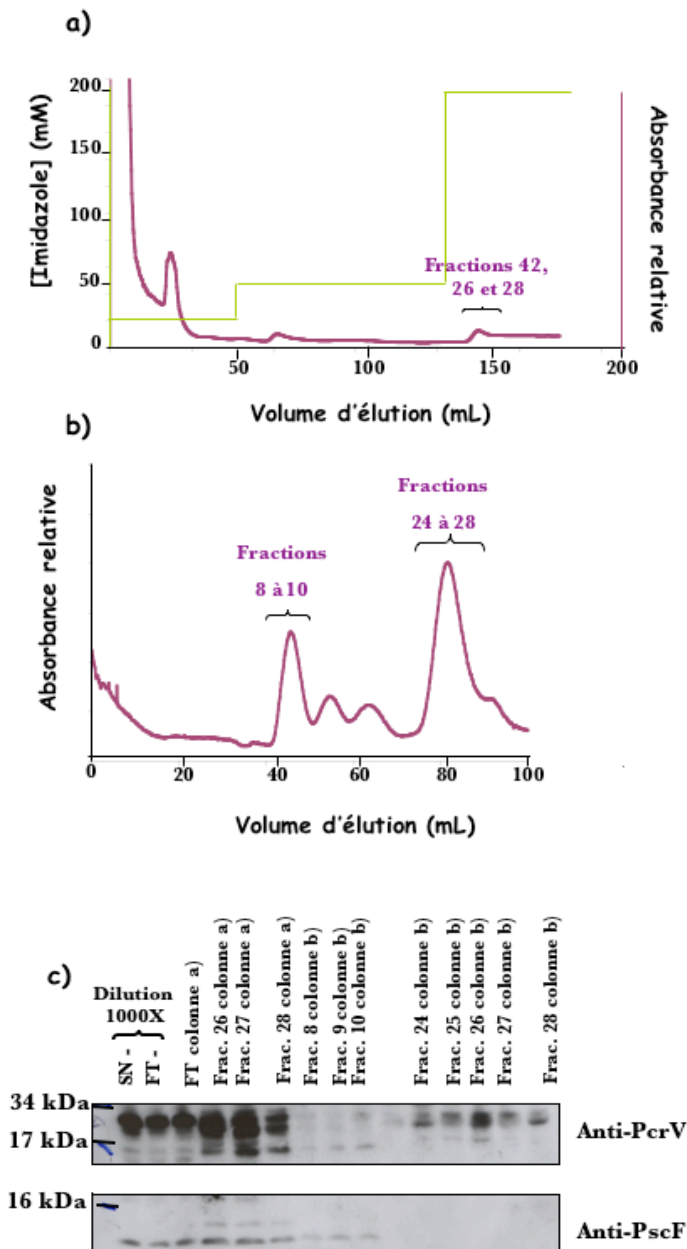 a)
[Imidazole] (mM)
200
150
100
50
0
Fractions 42,
26 et 28
Absorbance relative
50
100
150
200
Volume d'élution (mL)
b)
Absorbance relative
Fractions
8 à 10
Fractions
24 à 28
0
20
40
60
80
100
Volume d'élution (mL)
c)
Dilution
1000X
SN -
FT -
FT colonne a)
Frac. 26 colonne a)
Frac. 27 colonne a)
Frac. 28 colonne a)
Frac. 8 colonne b)
Frac. 9 colonne b)
Frac. 10 colonne b)
Frac. 24 colonne b)
Frac. 25 colonne b)
Frac. 26 colonne b)
Frac. 27 colonne b)
Frac. 28 colonne b)
34 kDa
17 kDa
Anti-PcrV
16 kDa
Anti-PscF